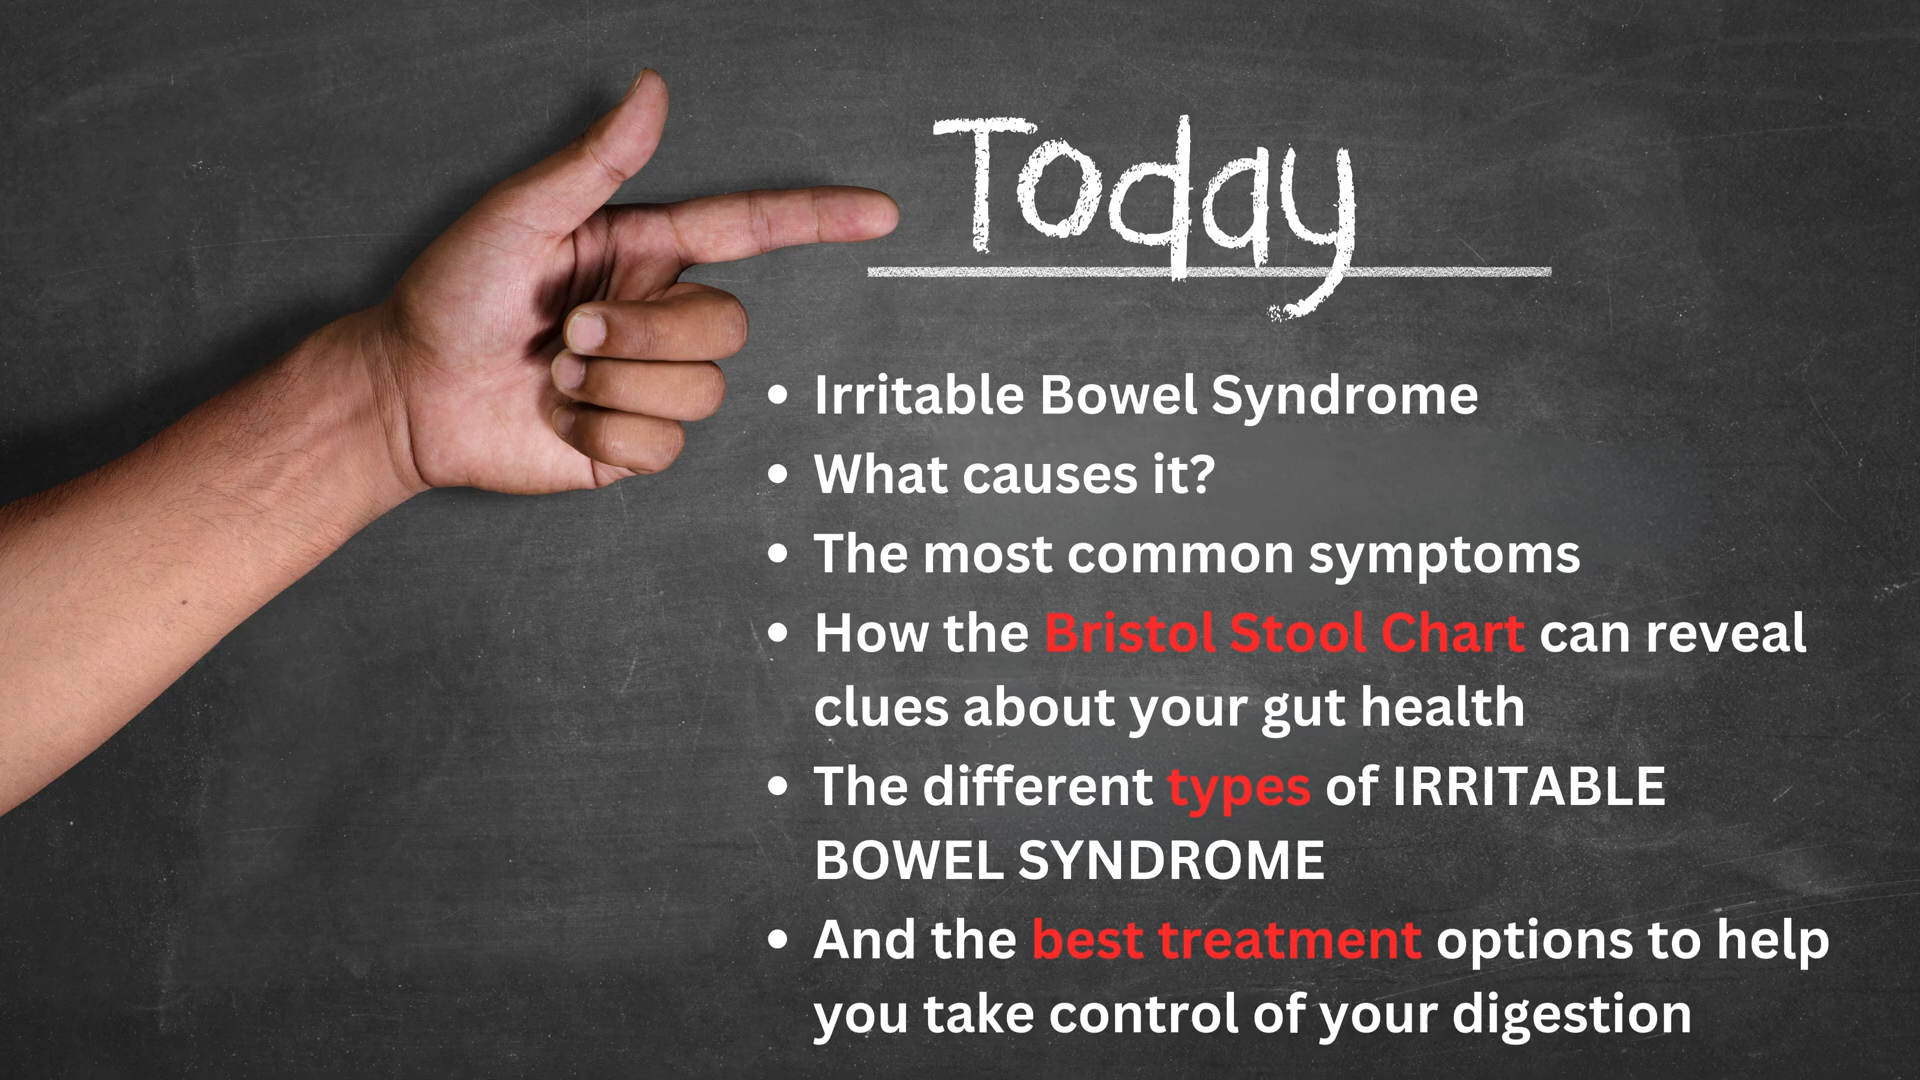 Today
• Irritable Bowel Syndrome
• What causes it?
• The most common symptoms
• How the Bristol Stool Chart can reveal
clues about your gut health
• The different types of IRRITABLE
BOWEL SYNDROME
• And the best treatment options to help
you take control of your digestion